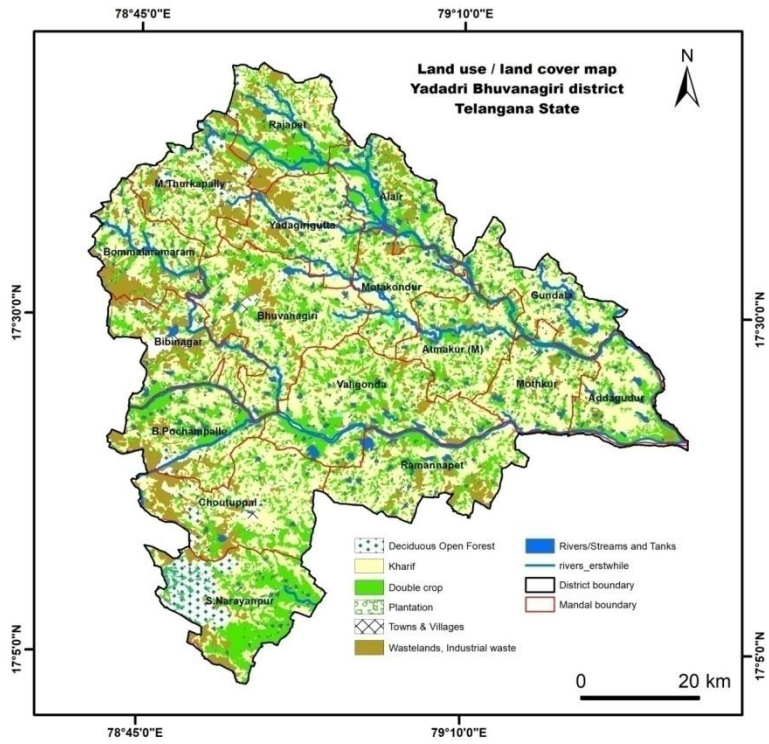 78°45'0"E
79°10'0"E
N
Land use / land cover map
Yadadri Bhuvanagiri district
Telangana State
Rajapet
M.Thurkapally
Alair
Yadagirigutta
Bommalaramaram
Motakondur
Gundala
17°30'0"N
17°30'0"N
Bhuvanagiri
Bibinagar
Atmakur (M)
Valigonda
Mothkur
Addagudur
B.Pochampalle
Ramannapet
Choutuppal
S.Narayanpur
Deciduous Open Forest
Kharif
Double crop
Plantation
Towns & Villages
Wastelands, Industrial waste
Rivers/Streams and Tanks
rivers_erstwhile
District boundary
Mandal boundary
17°5'0"N
17°5'0"N
0 20 km
78°45'0"E
79°10'0"E